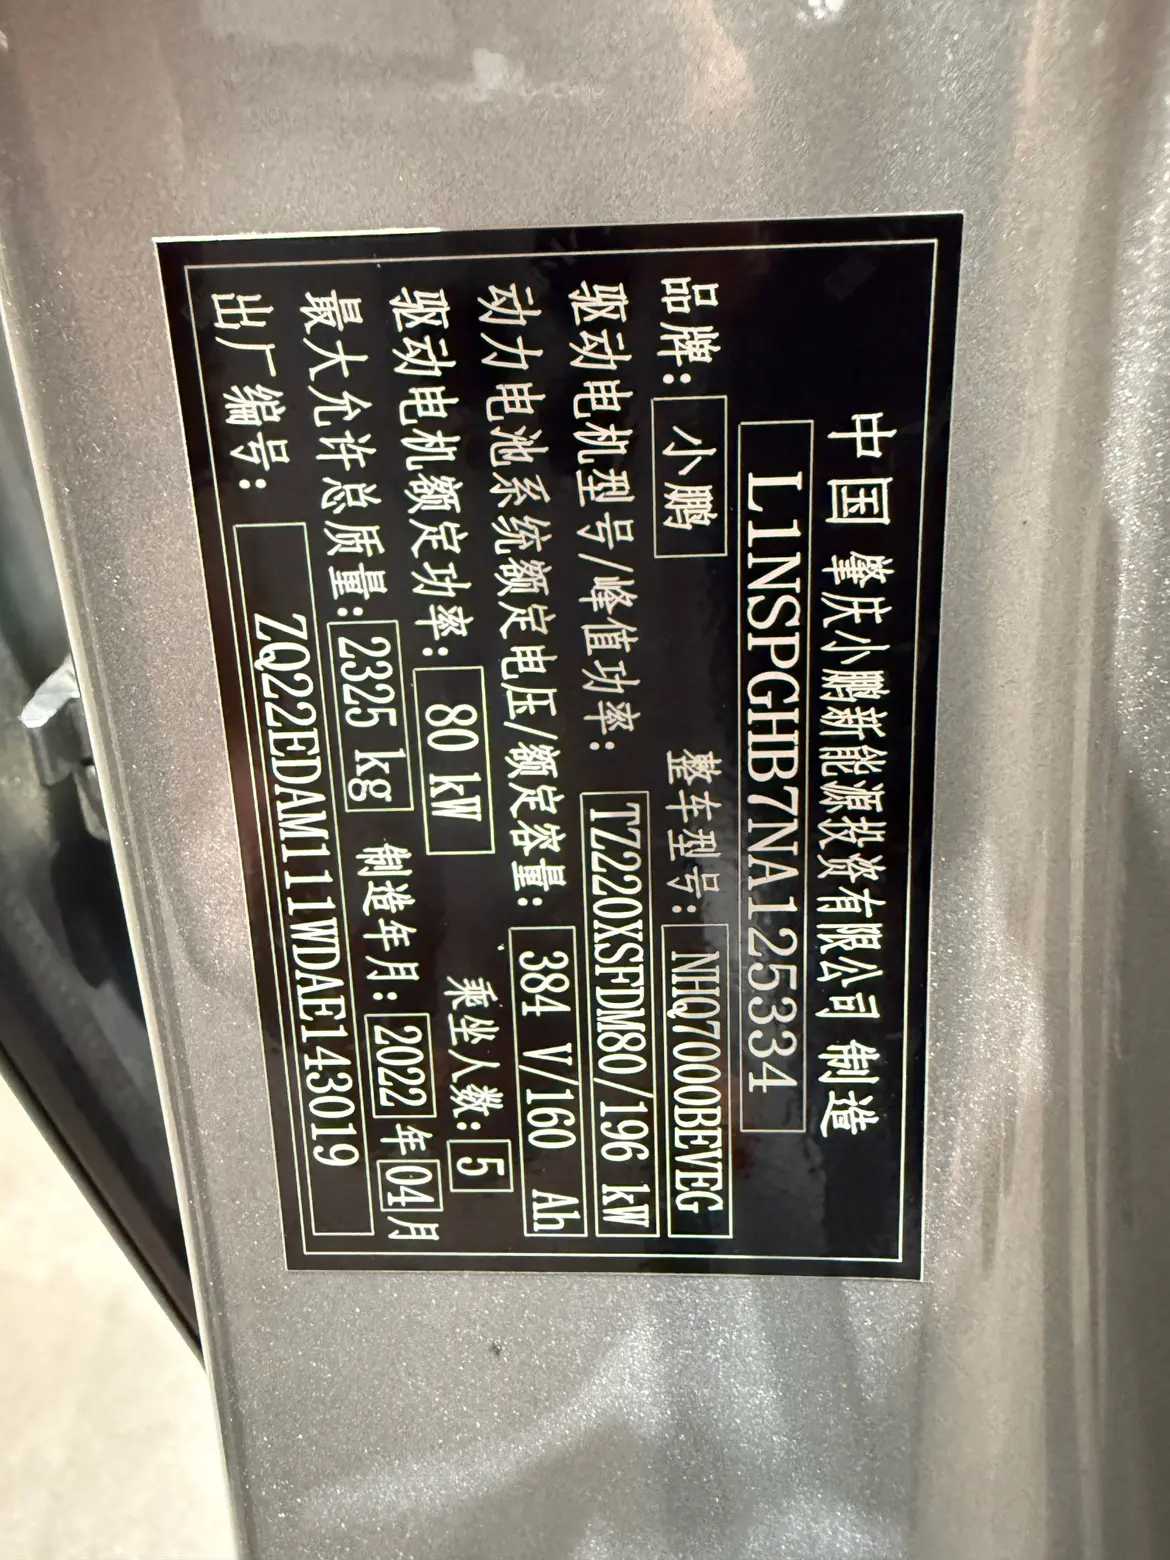 中国 肇庆小鹏新能源投资有限公司 制造
L1NSPGHB7NA125334
品牌: 小鹏 整车型号: NHQ7000BEVEG
驱动电机型号/峰值功率: TZ220XSFDM80/196 kW
动力电池系统额定电压/额定容量: 384 V/160 Ah
驱动电机额定功率: 80 kW 乘坐人数: 5
最大允许总质量: 2325 kg 制造年月: 2022年04月
出厂编号: ZQ22EDAM111WDAE143019